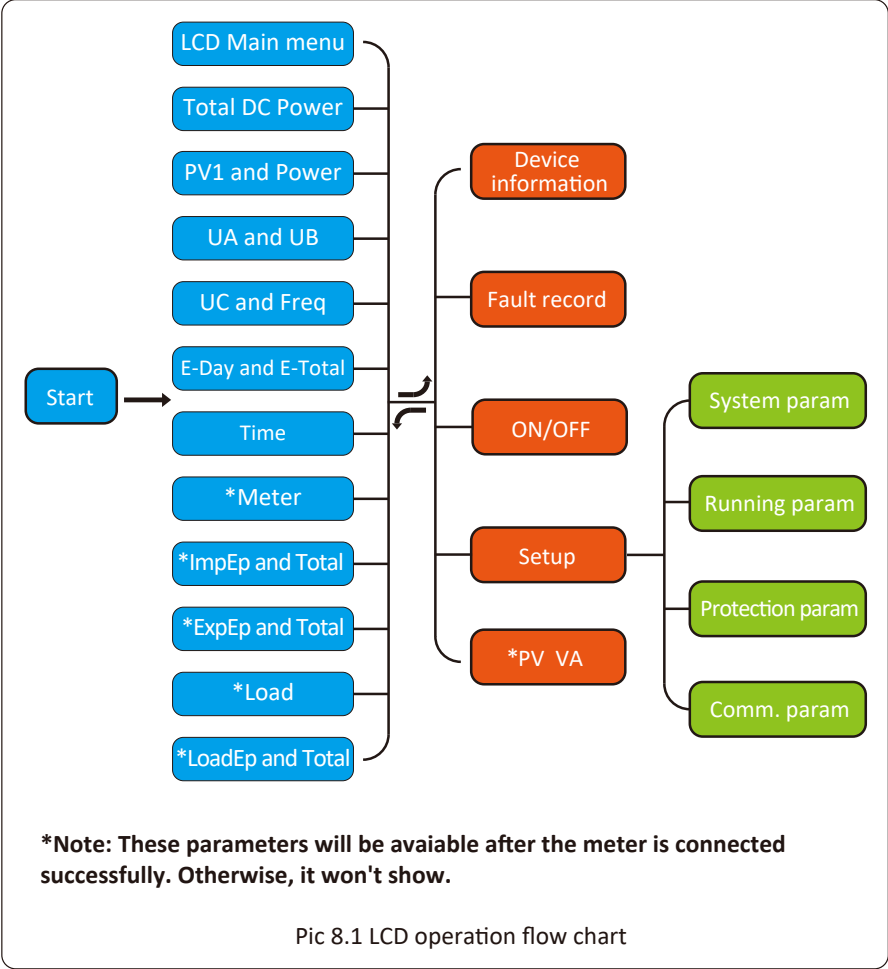 LCD Main menu
Total DC Power
PV1 and Power
UA and UB
UC and Freq
E-Day and E-Total
Time
*Meter
*ImpEp and Total
*ExpEp and Total
*Load
*LoadEp and Total
Start
Device
information
Fault record
ON/OFF
Setup
*PV VA
System param
Running param
Protection param
Comm. param
*Note: These parameters will be avaiable after the meter is connected
successfully. Otherwise, it won't show.
Pic 8.1 LCD operation flow chart